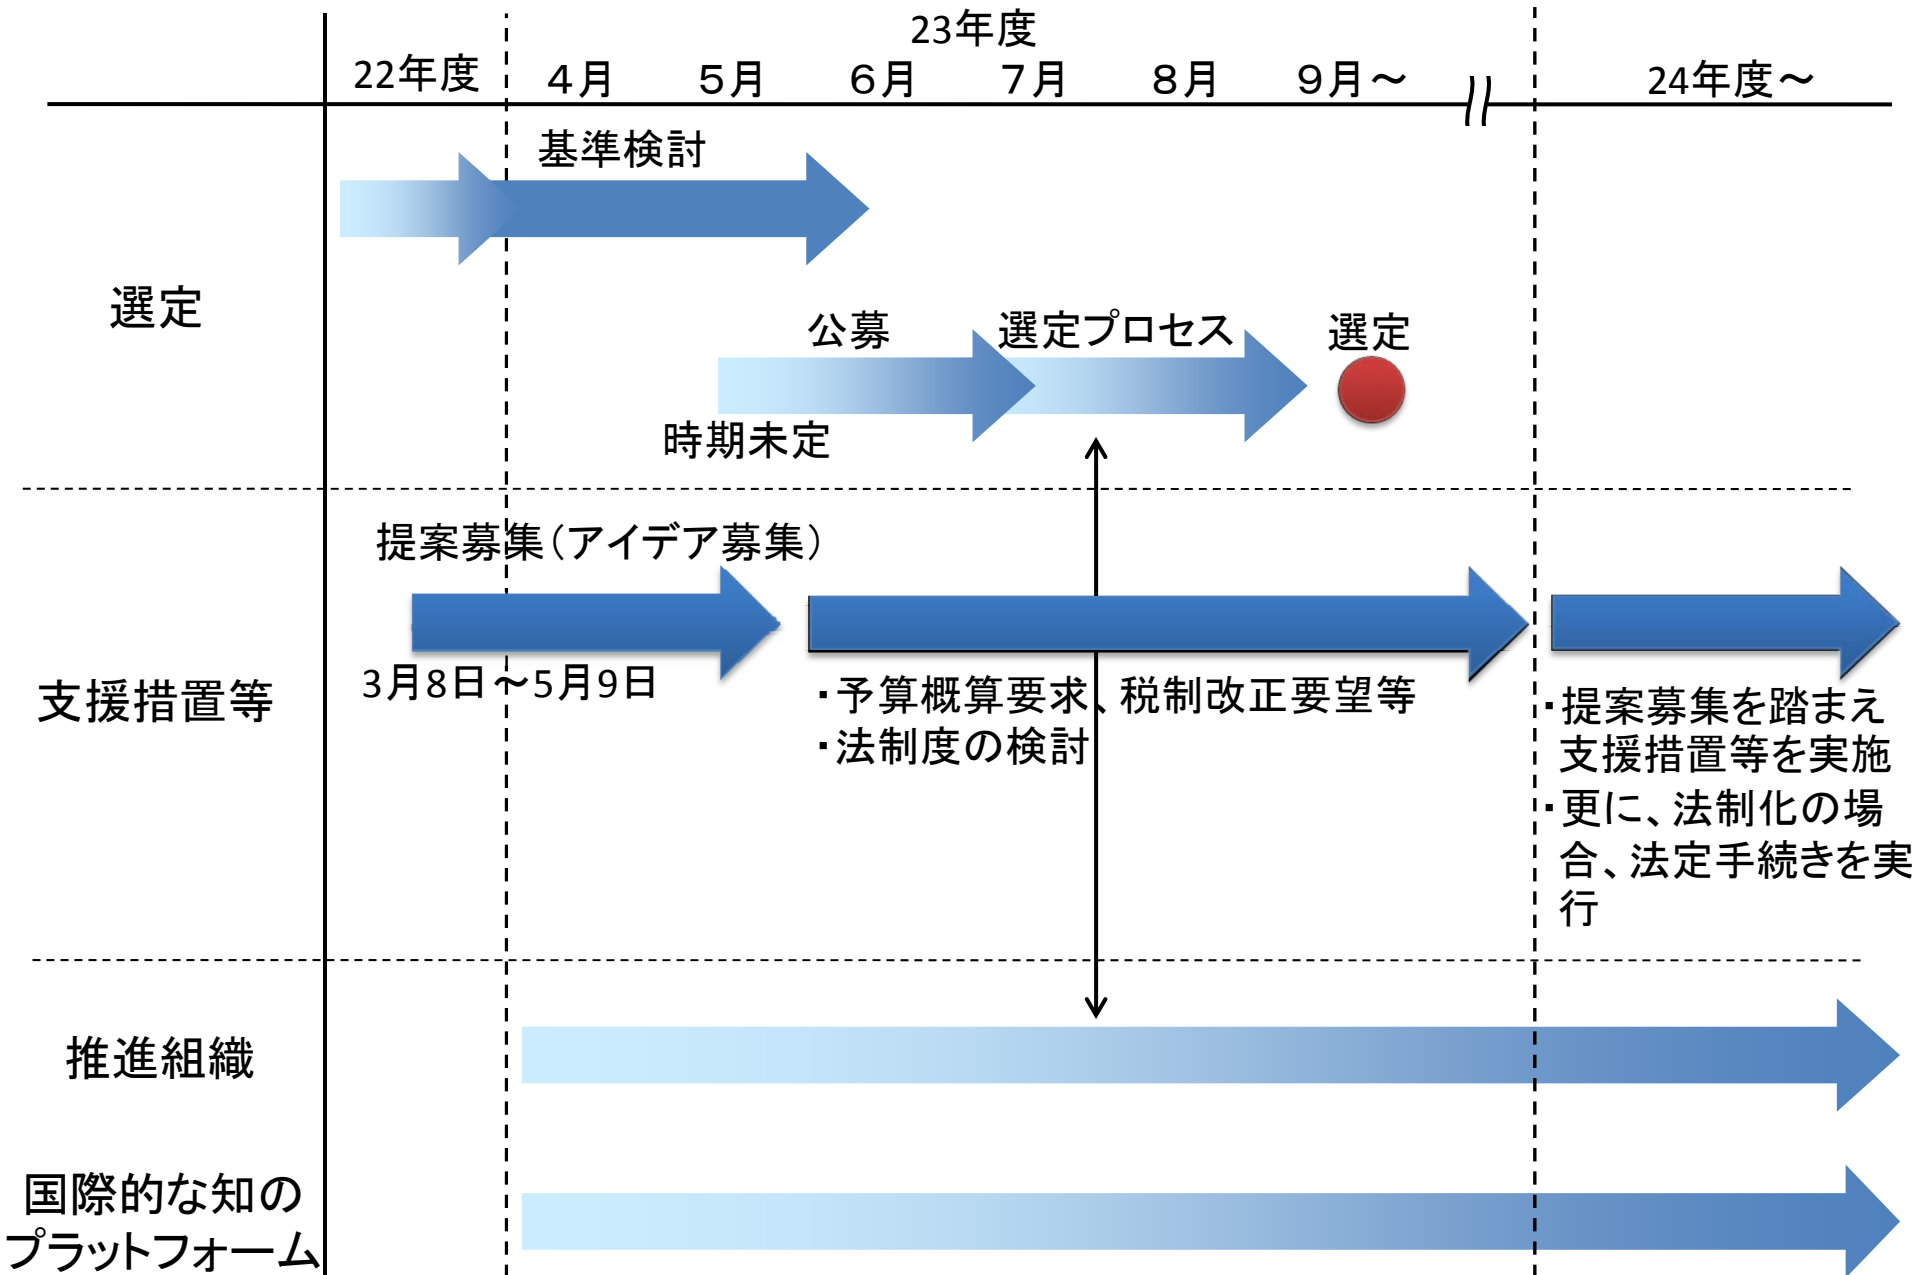 23年度
22年度
４月
５月
６月
７月
８月
９月～
24年度～
基準検討
選定
公募
選定プロセス
選定
時期未定
提案募集（アイデア募集）
3月8日～5月9日
支援措置等
・予算概算要求、税制改正要望等
・法制度の検討
・提案募集を踏まえ
支援措置等を実施
・更に、法制化の場
合、法定手続きを実
行
推進組織
国際的な知の
プラットフォーム